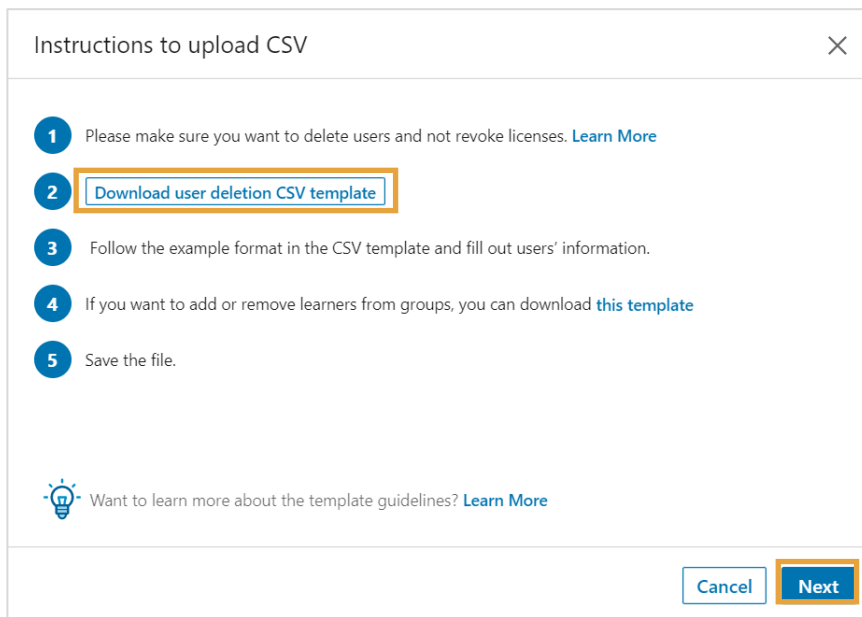 Instructions to upload CSV
1 Please make sure you want to delete users and not revoke licenses. Learn More
2 Download user deletion CSV template
3 Follow the example format in the CSV template and fill out users’ information.
4 If you want to add or remove learners from groups, you can download this template
5 Save the file.
Want to learn more about the template guidelines? Learn More
Cancel Next